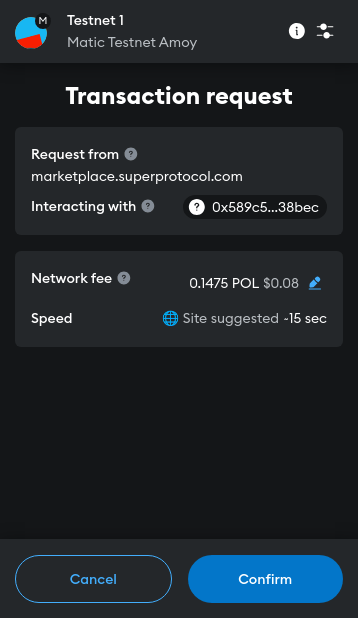 M
Testnet 1
Matic Testnet Amoy
i
Transaction request
Request from ?
marketplace.superprotocol.com
Interacting with ? ? 0x589c5...38bec
Network fee ? 0.1475 POL $0.08
Speed Site suggested ~15 sec
Cancel Confirm